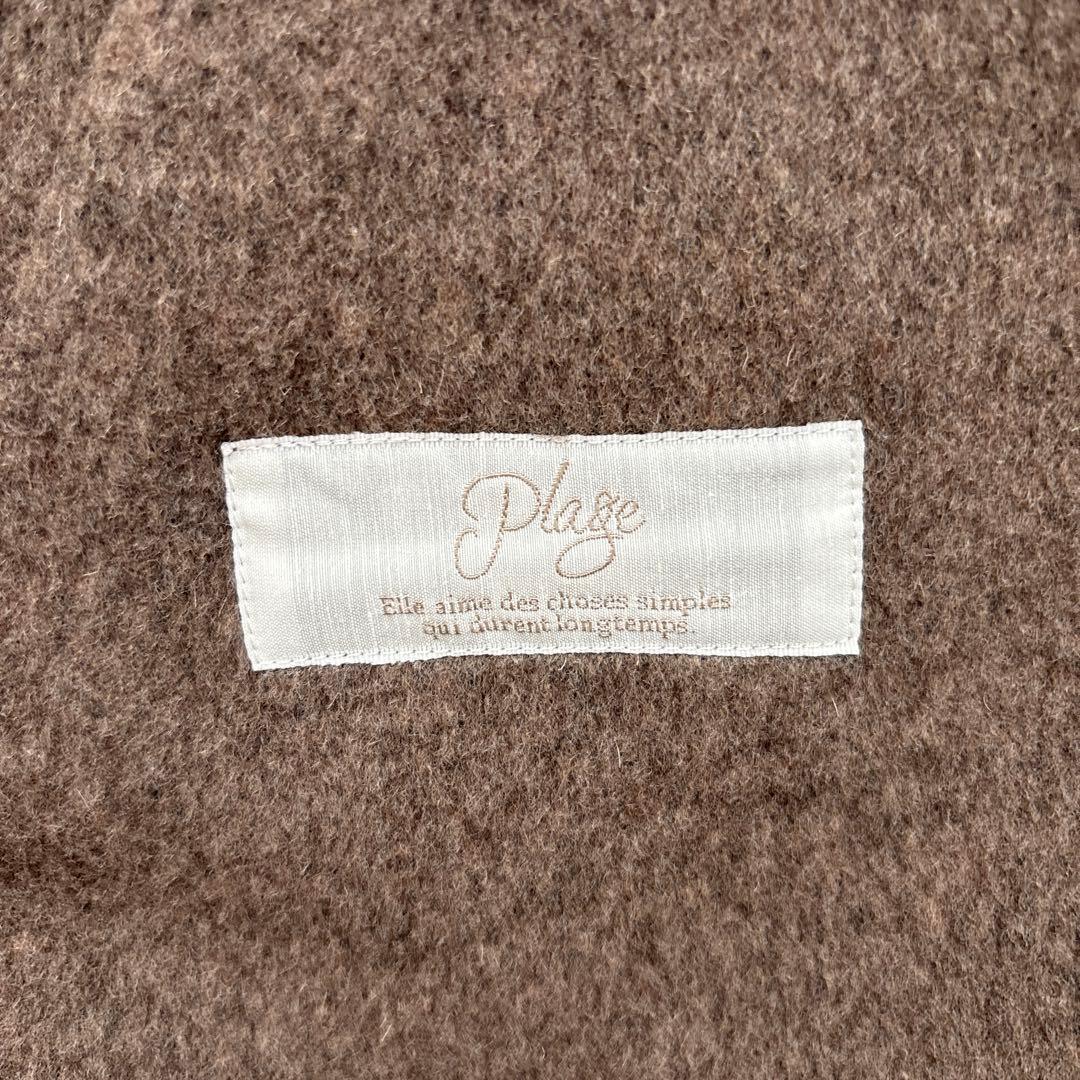 Plage
Elle aime des choses simples
qui durent longtemps.